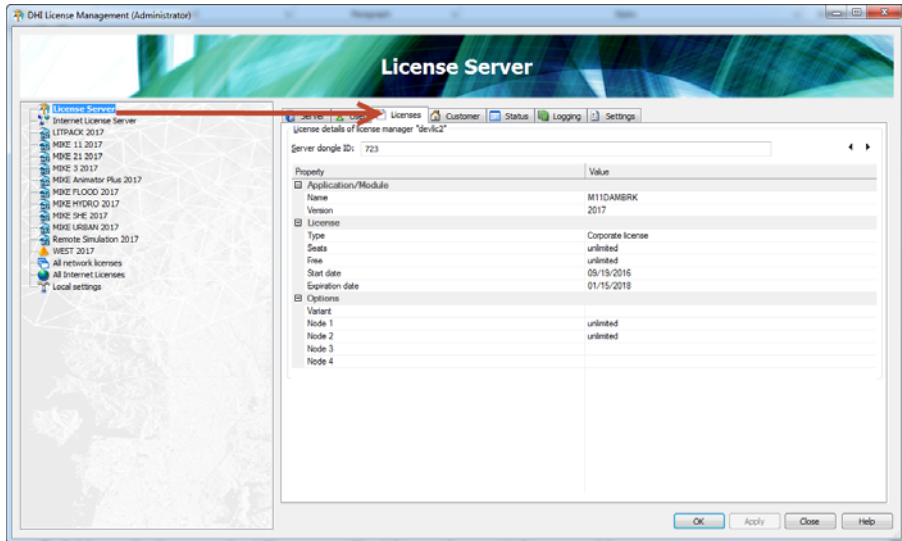 DHI License Management (Administrator)
License Server
License Server
Internet License Server
LITPACK 2017
MIKE 11 2017
MIKE 21 2017
MIKE 3 2017
MIKE Animator Plus 2017
MIKE FLOOD 2017
MIKE HYDRO 2017
MIKE SHE 2017
MIKE URBAN 2017
Remote Simulation 2017
WEST 2017
All network licenses
All Internet Licenses
Local settings
Server Licenses Customer Status Logging Settings
License details of license manager "devlic2"
Server dongle ID: 723
Property Value
Application/Module
Name M11DAMBRK
Version 2017
License
Type Corporate license
Seats unlimited
Free unlimited
Start date 09/19/2016
Expiration date 01/15/2018
Options
Variant
Node 1 unlimited
Node 2 unlimited
Node 3
Node 4
OK Apply Close Help